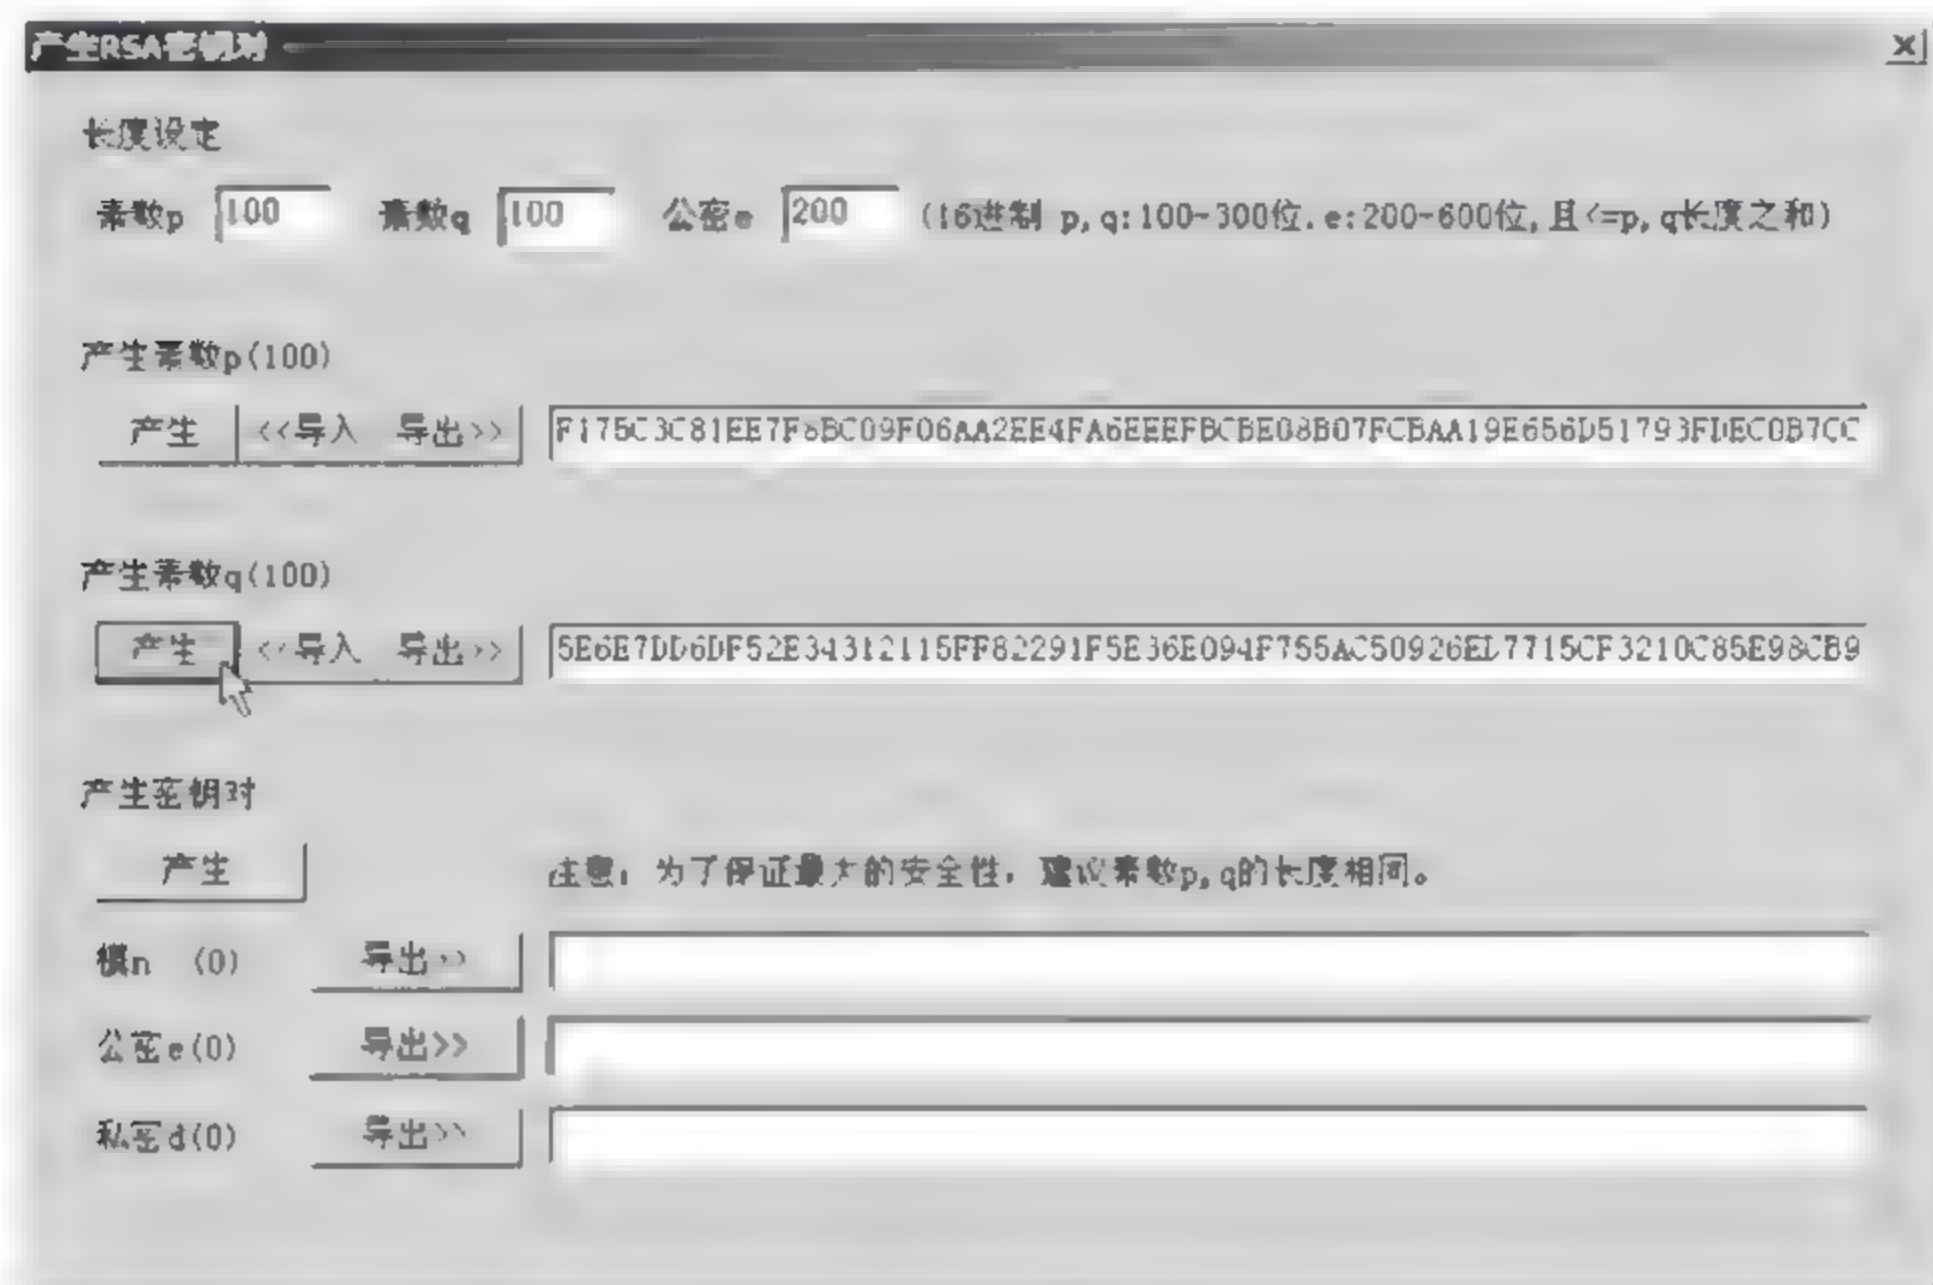 产生RSA密钥对
长度设定
素数p 100 素数q 100 公密e 200 (16进制 p,q:100-300位.e:200-600位,且<=p,q长度之和)
产生素数p(100)
产生 <<导入 导出>> F175C3C81EE7F8BC09F06AA2EE4FA6EEEFBCBE08B07FCBAA19E656D51793FDEC0B7CC
产生素数q(100)
产生 <<导入 导出>> 5E6E7DD6DF52E34312115FF82291F5E36E094F755AC50926ED7715CF3210C85E98CB9
产生密钥对
产生 注意：为了保证最大的安全性，建议素数p,q的长度相同。
模n (0) 导出>>
公密e(0) 导出>>
私密d(0) 导出>>